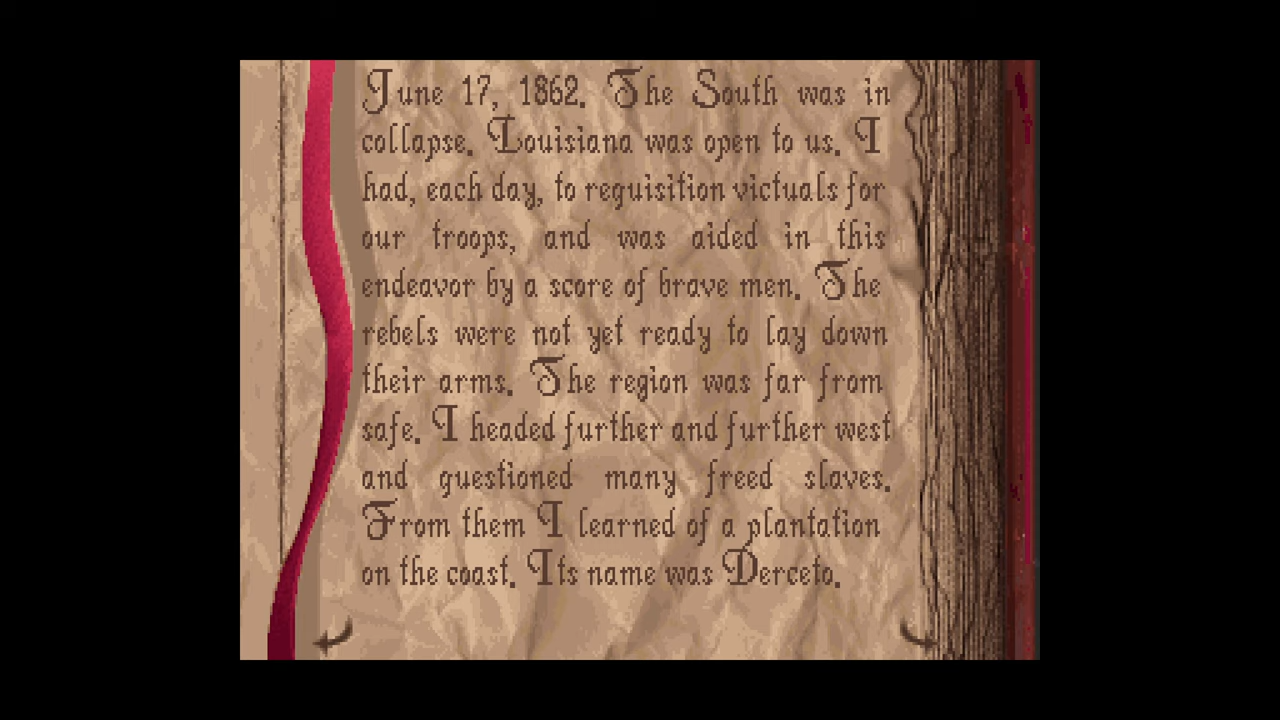 June 17, 1862. The South was in
collapse. Louisiana was open to us. I
had, each day, to requisition victuals for
our troops, and was aided in this
endeavor by a score of brave men. The
rebels were not yet ready to lay down
their arms. The region was far from
safe. I headed further and further west
and questioned many freed slaves.
From them I learned of a plantation
on the coast. Its name was Derceto.